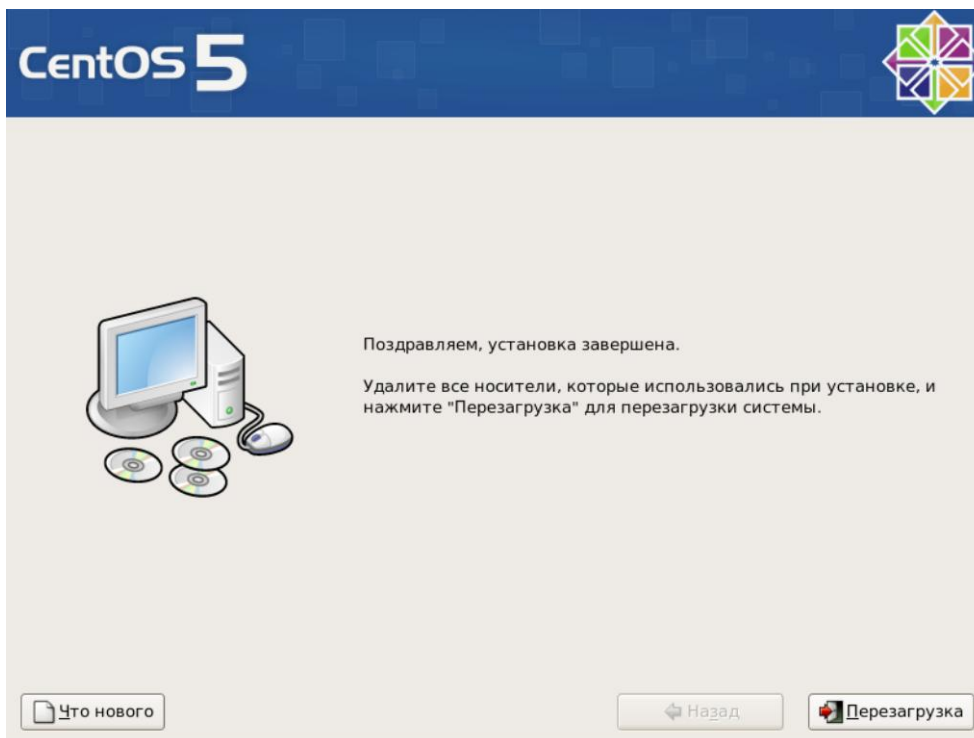 CentOS 5
Поздравляем, установка завершена.
Удалите все носители, которые использовались при установке, и
нажмите "Перезагрузка" для перезагрузки системы.
Что нового
Назад
Перезагрузка